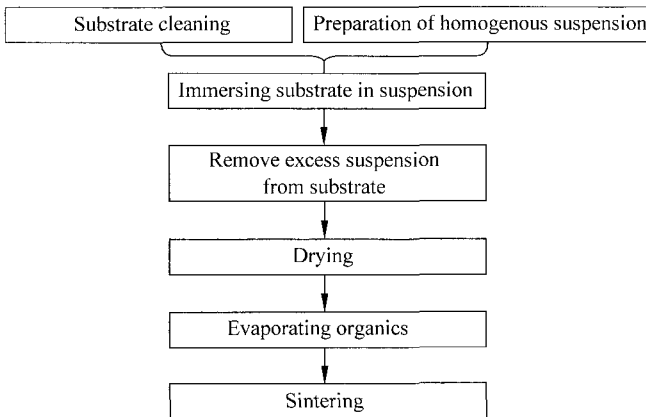 Substrate cleaning
Preparation of homogenous suspension
Immersing substrate in suspension
Remove excess suspension
from substrate
Drying
Evaporating organics
Sintering